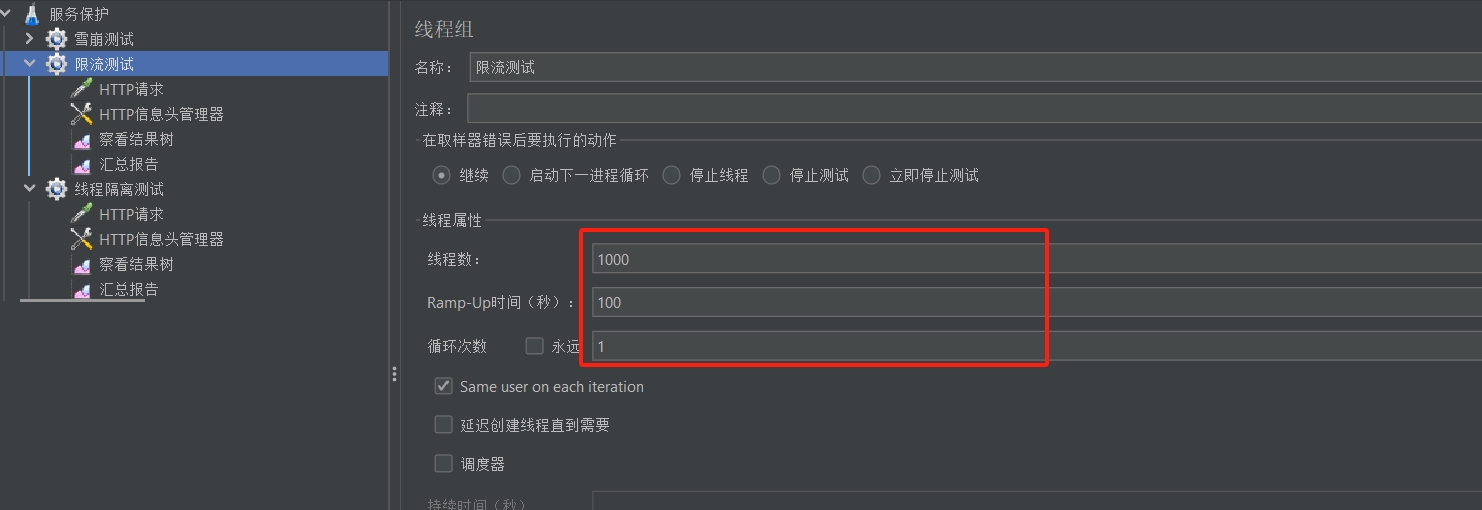 服务保护
雪崩测试
限流测试
HTTP请求
HTTP信息头管理器
察看结果树
汇总报告
线程隔离测试
HTTP请求
HTTP信息头管理器
察看结果树
汇总报告
线程组
名称： 限流测试
注释：
在取样器错误后要执行的动作
继续 启动下一进程循环 停止线程 停止测试 立即停止测试
线程属性
线程数： 1000
Ramp-Up时间（秒）： 100
循环次数 永远 1
Same user on each iteration
延迟创建线程直到需要
调度器
持续时间（秒）